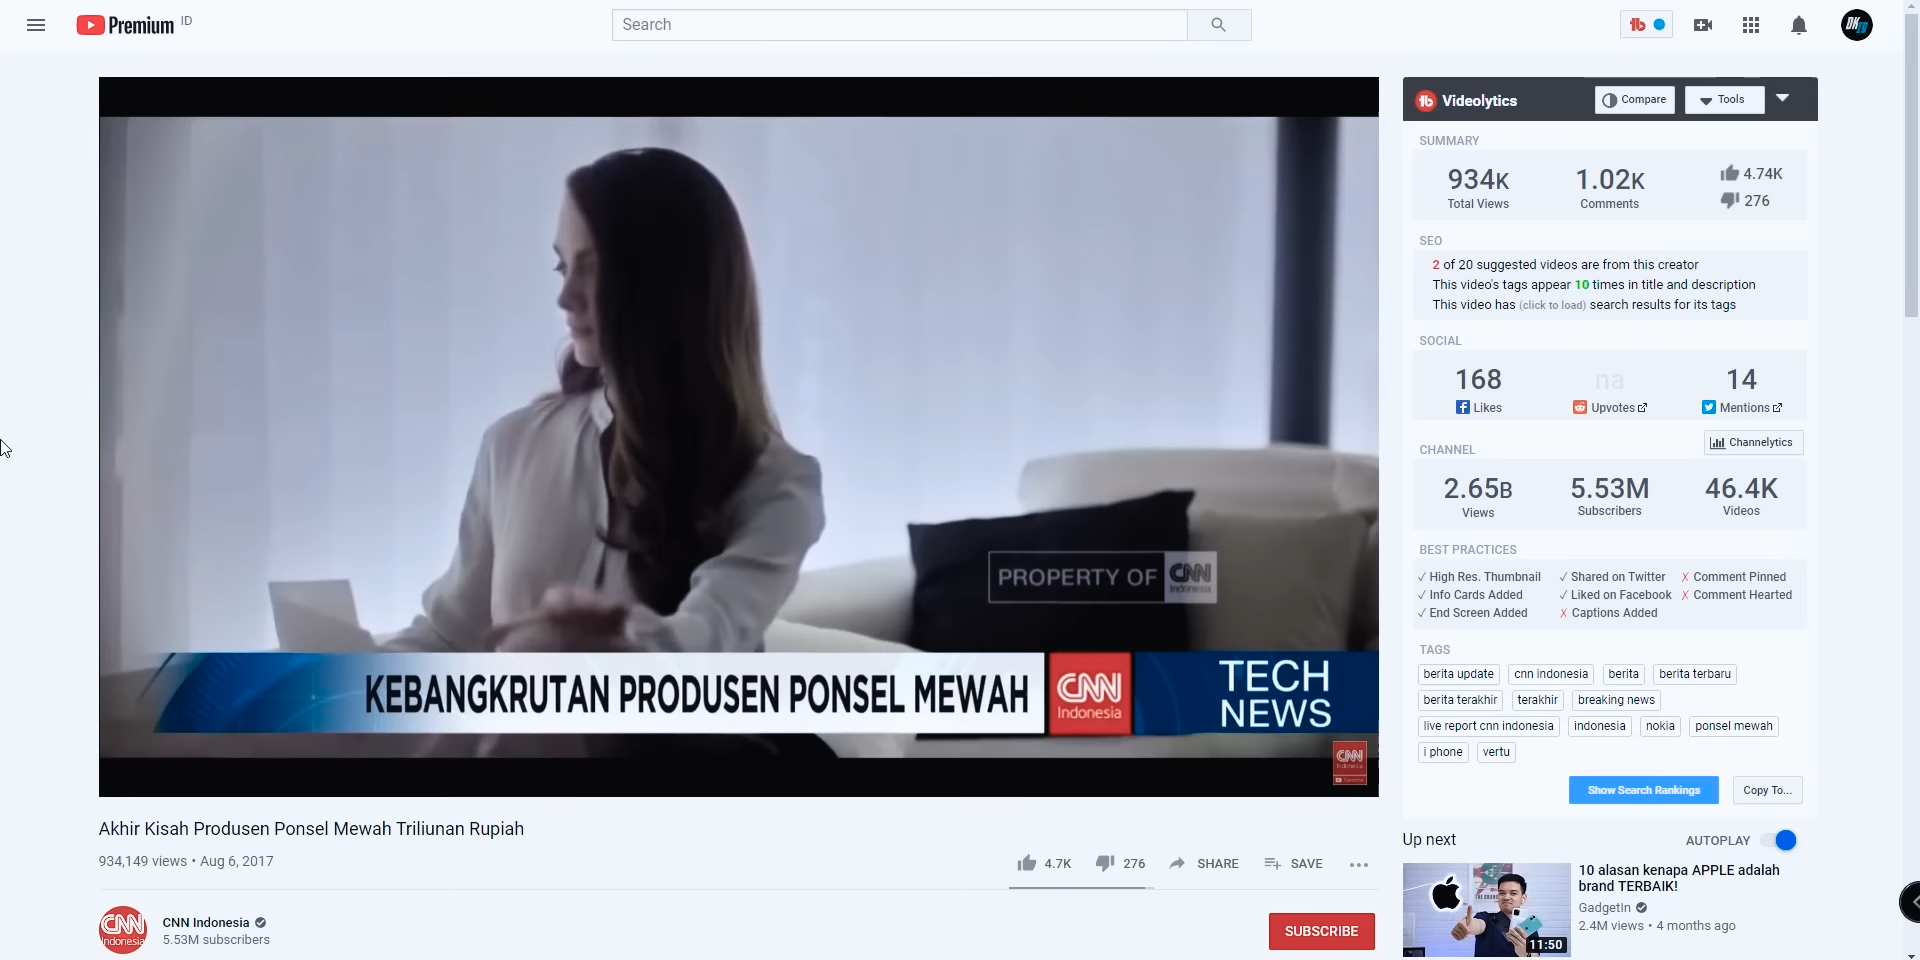 Premium ID
Search
PROPERTY OF CNN Indonesia
KEBANGKRUTAN PRODUSEN PONSEL MEWAH
CNN Indonesia
TECH NEWS
CNN Indonesia
Akhir Kisah Produsen Ponsel Mewah Triliunan Rupiah
934,149 views • Aug 6, 2017
4.7K 276 SHARE SAVE
CNN Indonesia
CNN Indonesia
5.53M subscribers
SUBSCRIBE
Videolytics Compare Tools
SUMMARY
934K 1.02K 4.74K
Total Views Comments 276
SEO
2 of 20 suggested videos are from this creator
This video's tags appear 10 times in title and description
This video has (click to load) search results for its tags
SOCIAL
168 na 14
Likes Upvotes Mentions
CHANNEL Channelytics
2.65B 5.53M 46.4K
Views Subscribers Videos
BEST PRACTICES
✓ High Res. Thumbnail ✓ Shared on Twitter ✗ Comment Pinned
✓ Info Cards Added ✓ Liked on Facebook ✗ Comment Hearted
✓ End Screen Added ✗ Captions Added
TAGS
berita update cnn indonesia berita berita terbaru
berita terakhir terakhir breaking news
live report cnn indonesia indonesia nokia ponsel mewah
i phone vertu
Show Search Rankings Copy To...
Up next AUTOPLAY
10 alasan kenapa APPLE adalah
brand TERBAIK!
GadgetIn
2.4M views • 4 months ago
11:50